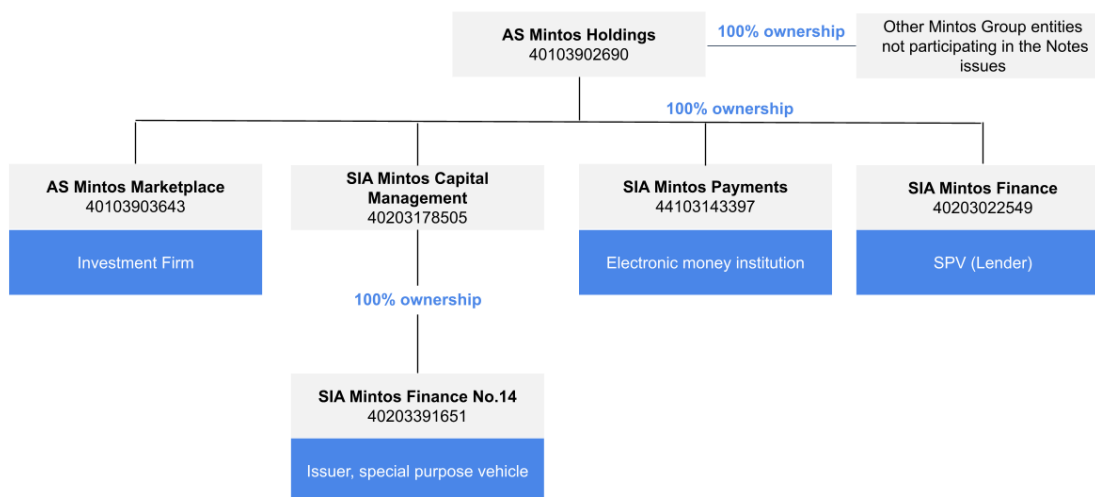 AS Mintos Holdings
40103902690
100% ownership
Other Mintos Group entities
not participating in the Notes
issues
100% ownership
AS Mintos Marketplace
40103903643
Investment Firm
SIA Mintos Capital
Management
40203178505
SIA Mintos Payments
44103143397
Electronic money institution
SIA Mintos Finance
40203022549
SPV (Lender)
100% ownership
SIA Mintos Finance No.14
40203391651
Issuer, special purpose vehicle